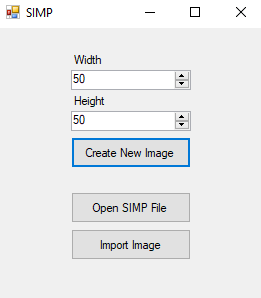 SIMP
Width
50
Height
50
Create New Image
Open SIMP File
Import Image